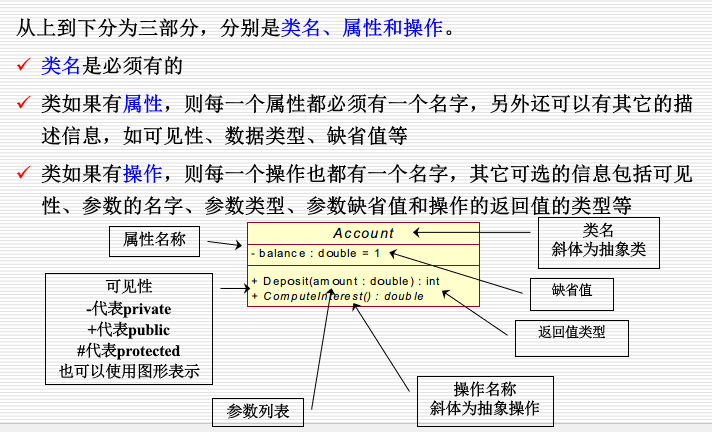 从上到下分为三部分，分别是类名、属性和操作。
✓ 类名是必须有的
✓ 类如果有属性，则每一个属性都必须有一个名字，另外还可以有其它的描
述信息，如可见性、数据类型、缺省值等
✓ 类如果有操作，则每一个操作也都有一个名字，其它可选的信息包括可见
性、参数的名字、参数类型、参数缺省值和操作的返回值的类型等
属性名称
Account
类名
斜体为抽象类
- balance : double = 1
+ Deposit(amount : double) : int
+ ComputeInterest() : double
可见性
-代表private
+代表public
#代表protected
也可以使用图形表示
缺省值
返回值类型
操作名称
斜体为抽象操作
参数列表